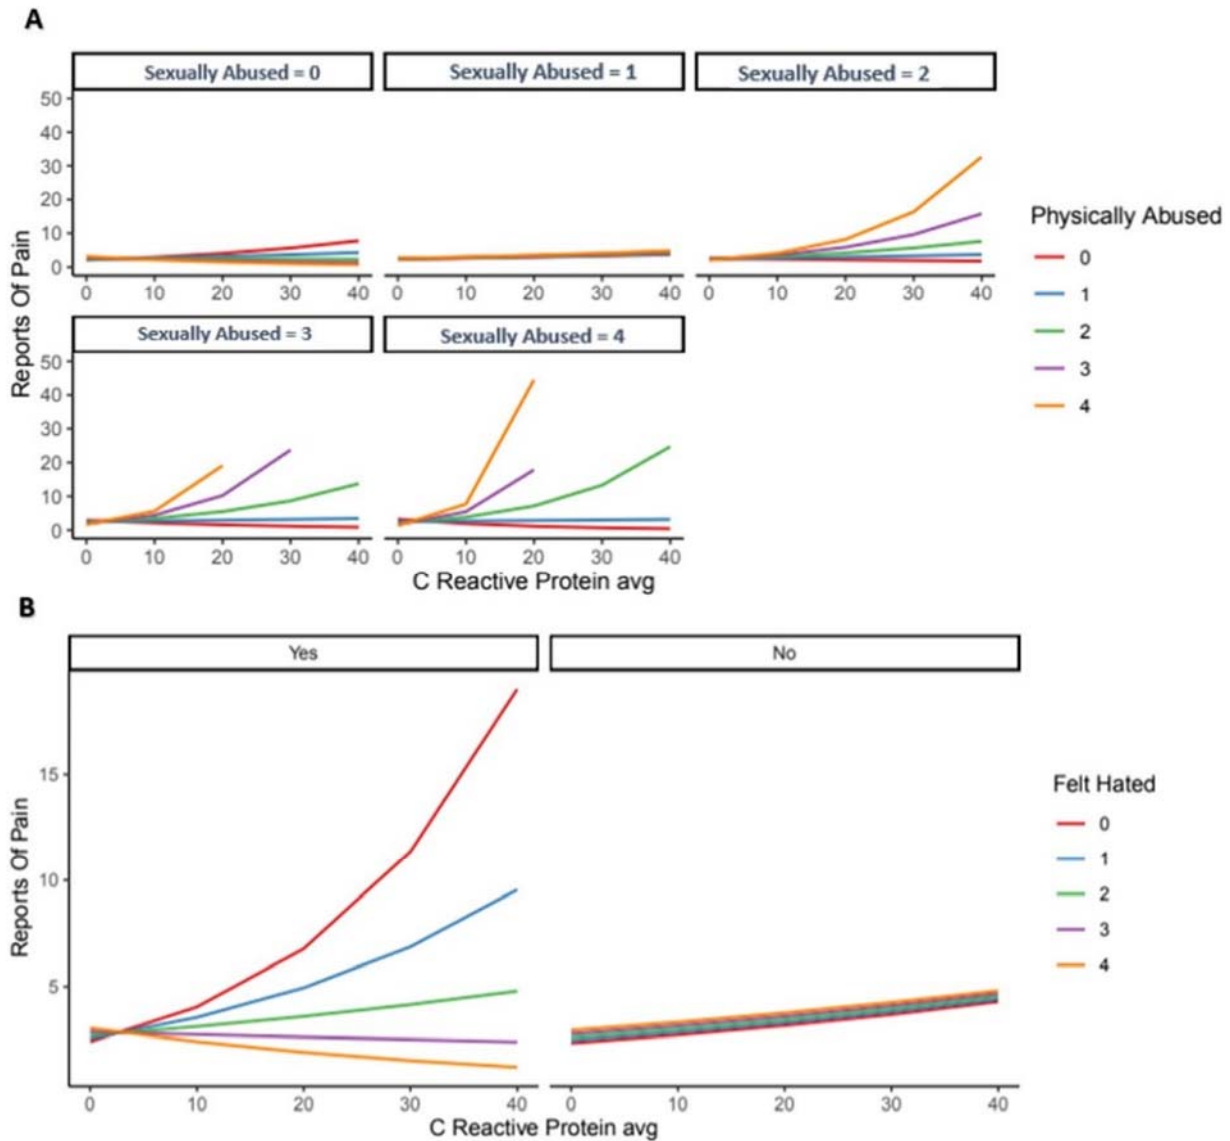 A
Sexually Abused = 0
Sexually Abused = 1
Sexually Abused = 2
50
40
30
20
10
0
0 10 20 30 40
0 10 20 30 40
0 10 20 30 40
Reports Of Pain
Physically Abused
0
1
2
3
4
Sexually Abused = 3
Sexually Abused = 4
50
40
30
20
10
0
0 10 20 30 40
0 10 20 30 40
C Reactive Protein avg
B
Yes
No
Reports Of Pain
15
10
5
0 10 20 30 40
0 10 20 30 40
C Reactive Protein avg
Felt Hated
0
1
2
3
4